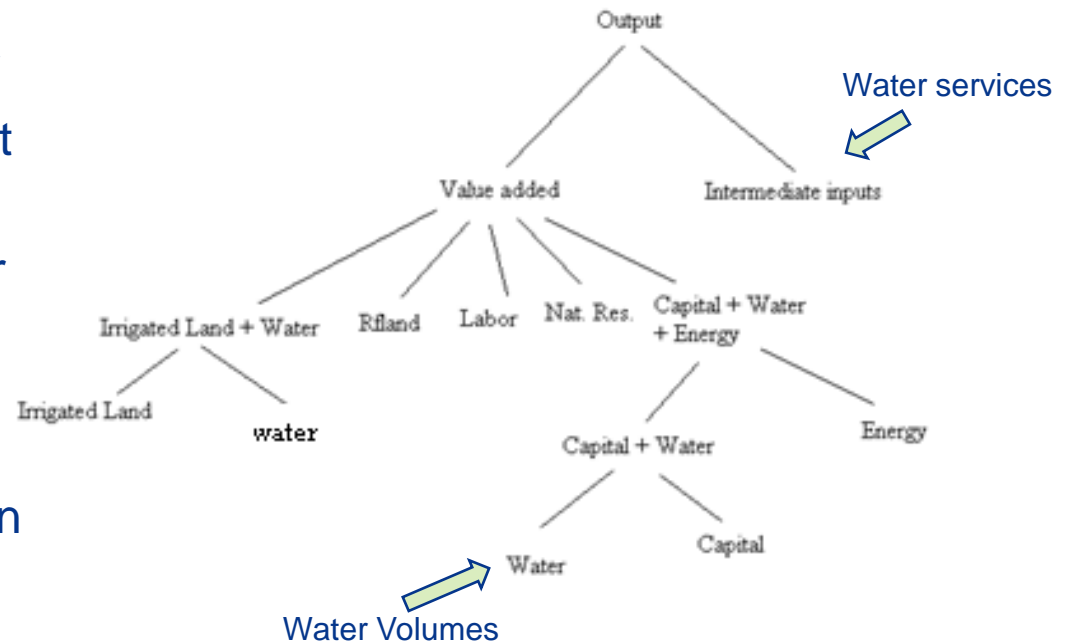 Output
Water services
t
Value added
Intermediate inputs
r
Irrigated Land + Water
Rfland
Labor
Nat. Res.
Capital + Water
+ Energy
Irrigated Land
water
Capital + Water
Energy
n
Water
Capital
Water Volumes